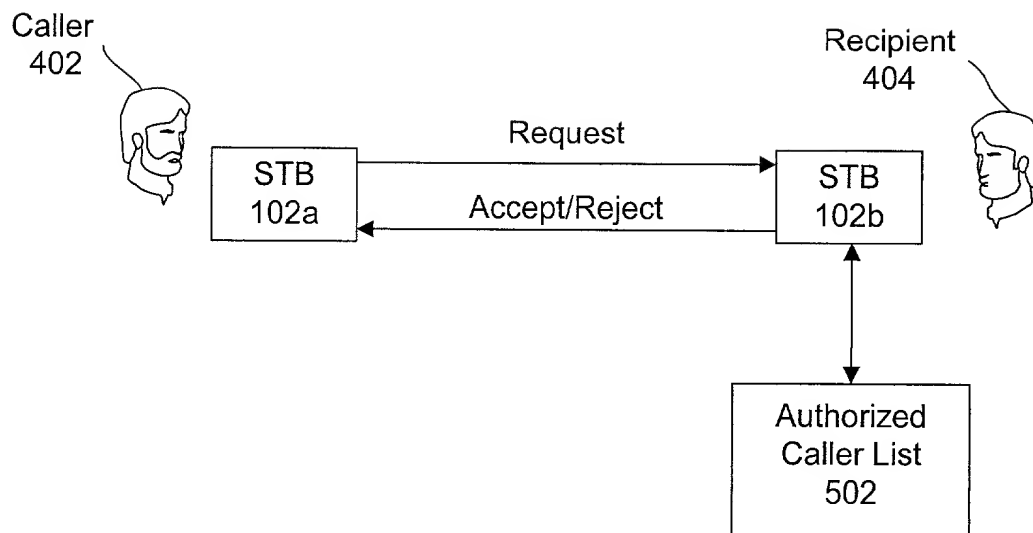 Caller
402
Recipient
404
Request
STB
102a
STB
102b
Accept/Reject
Authorized
Caller List
502